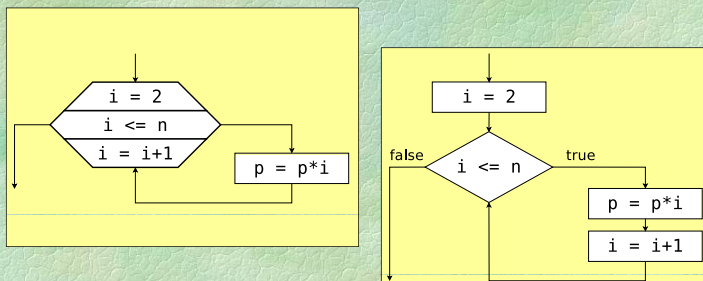 i = 2
i <= n
i = i+1
p = p*i
i = 2
false
i <= n
true
p = p*i
i = i+1